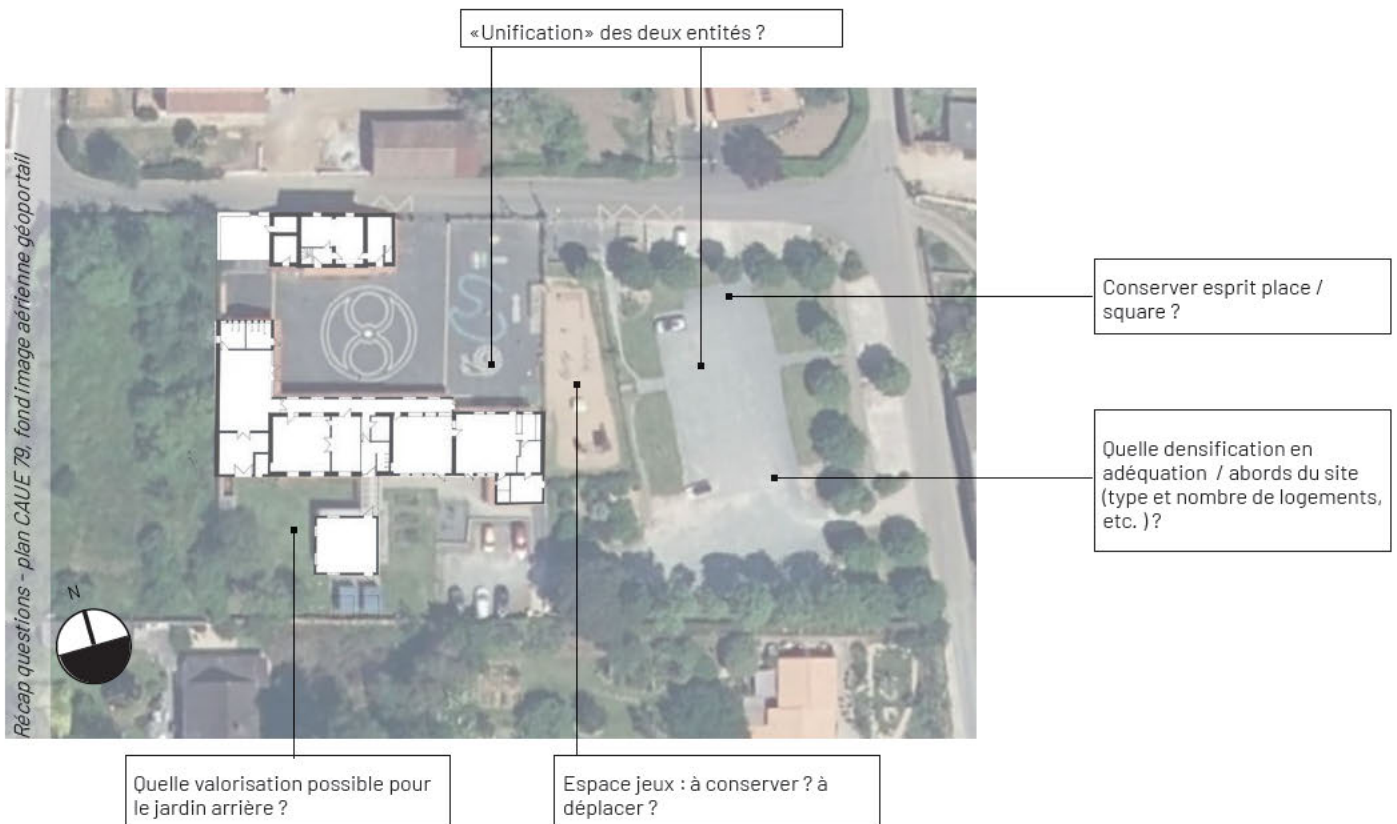 «Unification» des deux entités ?
Récap questions - plan CAUE 79, fond image aérienne géoportail
Conserver esprit place /
square ?
Quelle densification en
adéquation / abords du site
(type et nombre de logements,
etc. ) ?
N
Quelle valorisation possible pour
le jardin arrière ?
Espace jeux : à conserver ? à
déplacer ?